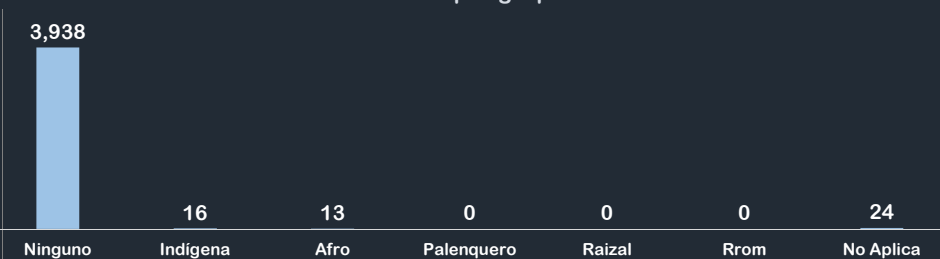 3,938
16 13 0 0 0 24
Ninguno Indígena Afro Palenquero Raizal Rrom No Aplica